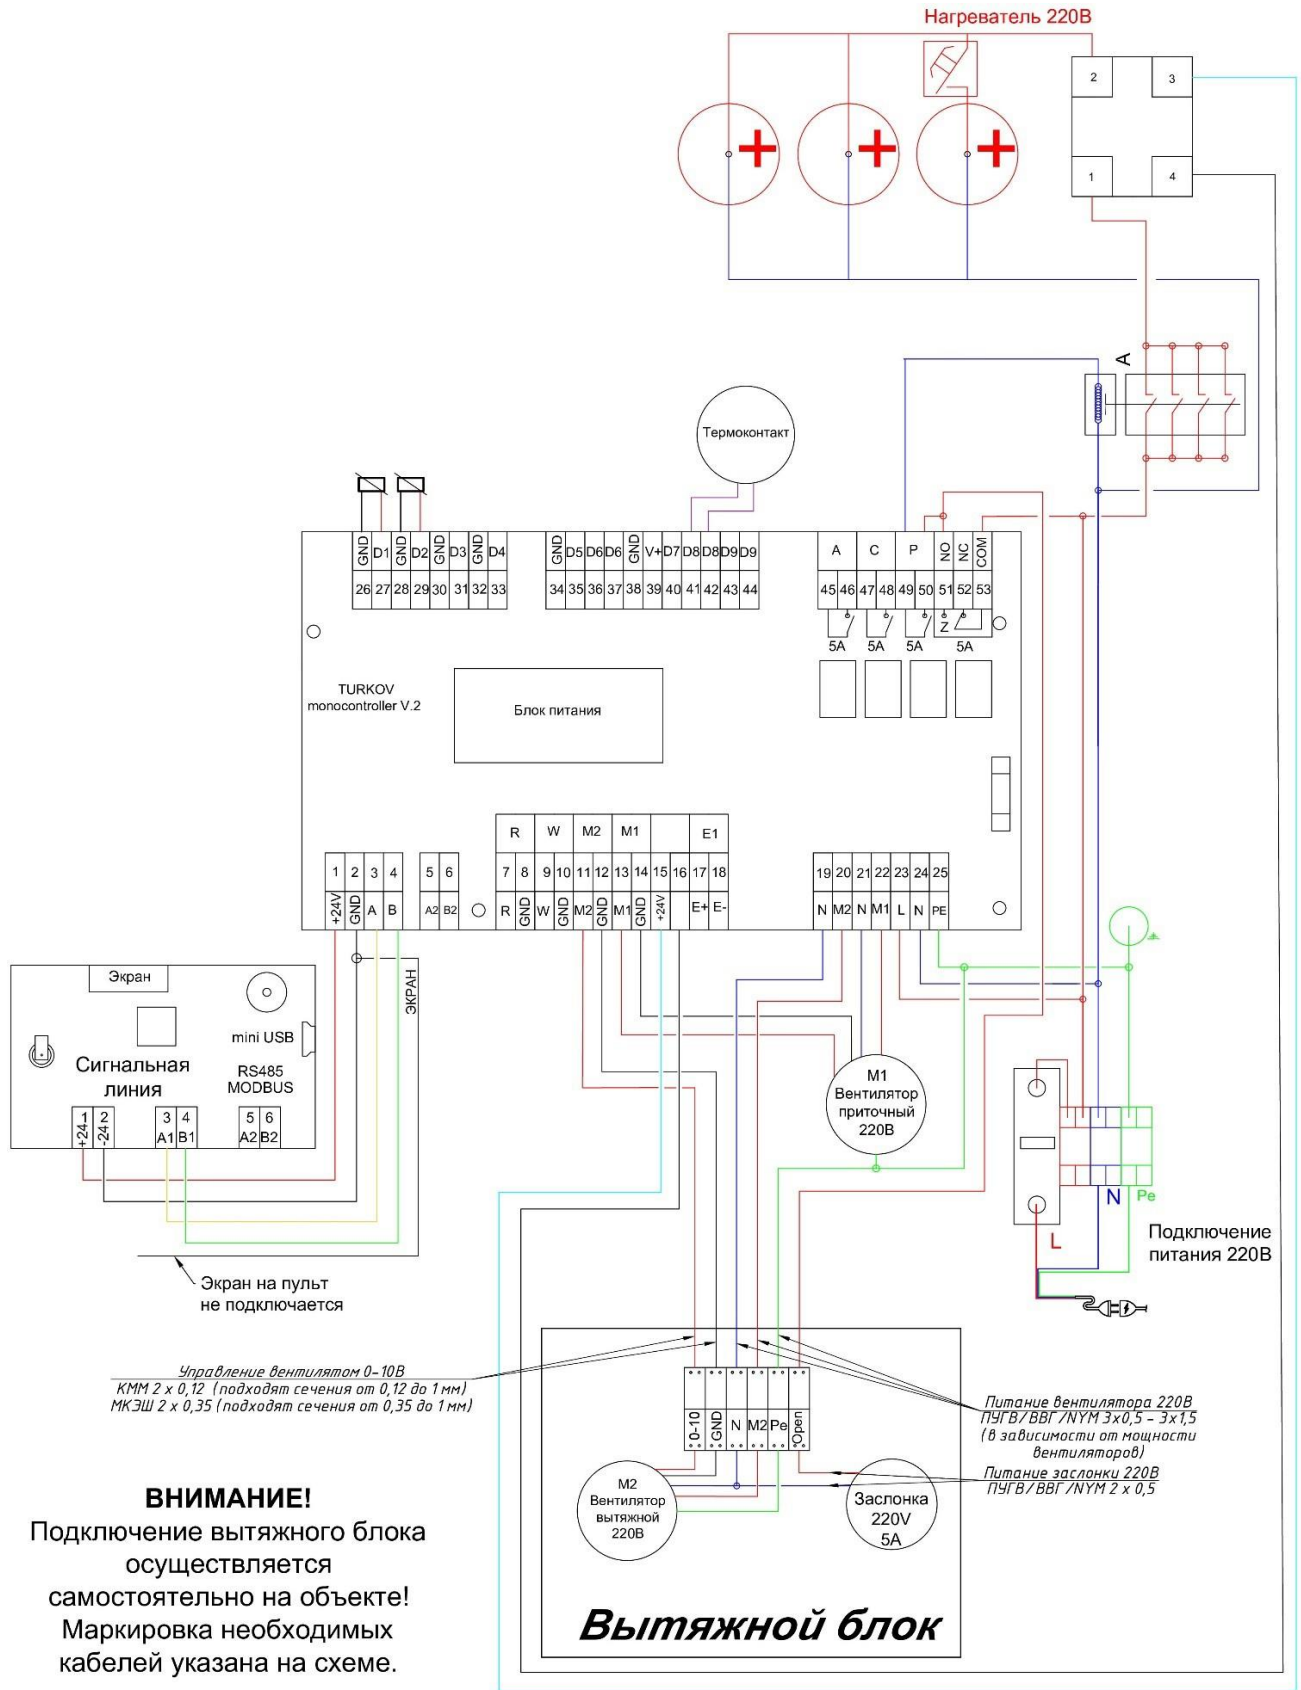 Нагреватель 220В
2
3
1
4
А
Термоконтакт
GND D1 GND D2 GND D3 GND D4
26 27 28 29 30 31 32 33
GND D5 D6 D6 GND V+ D7 D8 D8 D9 D9
34 35 36 37 38 39 40 41 42 43 44
A C P NO NC COM
45 46 47 48 49 50 51 52 53
Z
5A 5A 5A 5A
TURKOV
monocontroller V.2
Блок питания
R W M2 M1 E1
1 2 3 4
+24V GND A B
5 6
A2 B2
7 8 9 10 11 12 13 14 15 16 17 18
R GND W GND M2 GND M1 GND +24V E+ E-
19 20 21 22 23 24 25
N M2 N M1 L N PE
Экран
ЭКРАН
mini USB
Сигнальная
линия
RS485
MODBUS
1 2
+24 -24
3 4
A1 B1
5 6
A2 B2
М1
Вентилятор
приточный
220В
N
Pe
L
Подключение
питания 220В
Экран на пульт
не подключается
Управление вентилятом 0-10В
КММ 2 х 0,12 (подходят сечения от 0,12 до 1 мм)
МКЭШ 2 х 0,35 (подходят сечения от 0,35 до 1 мм)
0-10 GND N M2 Pe Open
Питание вентилятора 220В
ПУГВ/ВВГ/NYM 3х0,5 - 3х1,5
(в зависимости от мощности
вентиляторов)
Питание заслонки 220В
ПУГВ/ВВГ/NYM 2 х 0,5
М2
Вентилятор
вытяжной
220В
Заслонка
220V
5A
Вытяжной блок
ВНИМАНИЕ!
Подключение вытяжного блока
осуществляется
самостоятельно на объекте!
Маркировка необходимых
кабелей указана на схеме.